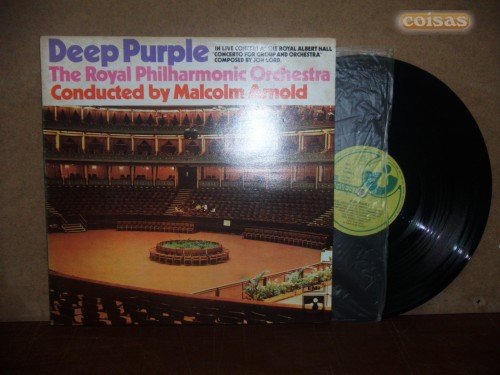 coisas
Deep Purple
IN LIVE CONCERT AT THE ROYAL ALBERT HALL
'CONCERTO FOR GROUP AND ORCHESTRA'
COMPOSED BY JON LORD.
The Royal Philharmonic Orchestra
Conducted by Malcolm Arnold